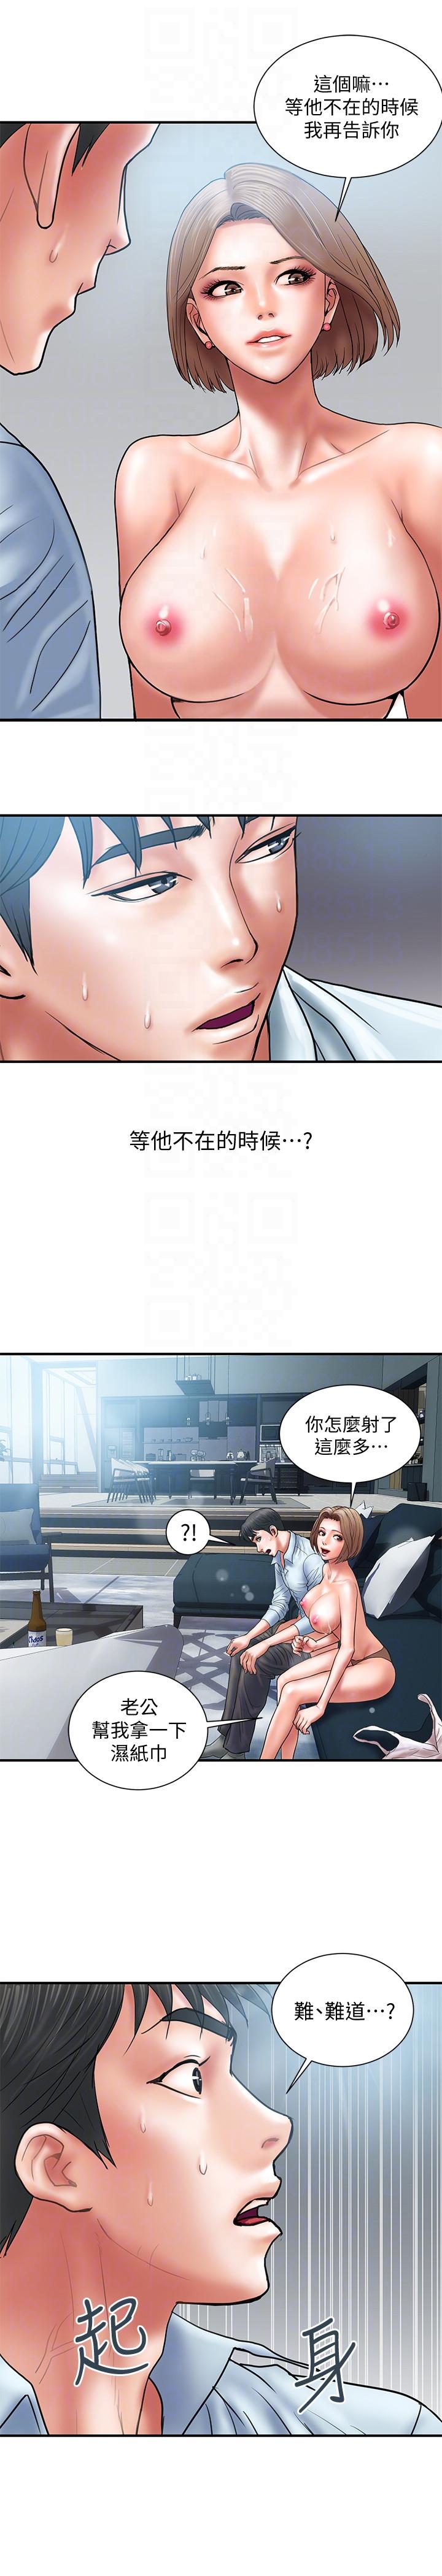 這個嘛⋯
等他不在的時候
我再告訴你
等他不在的時候⋯?
你怎麼射了
這麼多⋯
?!
老公
幫我拿一下
濕紙巾
難、難道⋯?
起
身